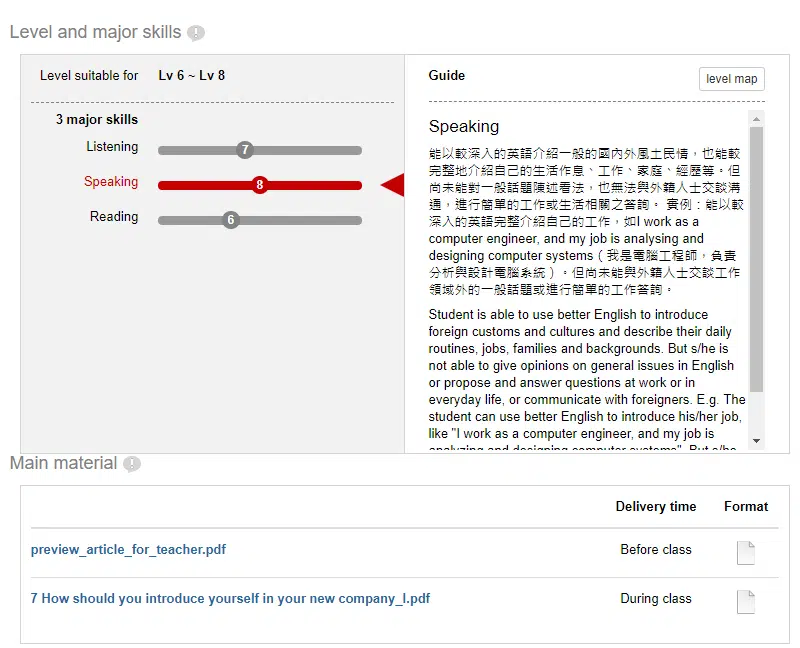 Level and major skills
Level suitable for Lv 6 ~ Lv 8
3 major skills
Listening 7
Speaking 8
Reading 6
Guide level map
Speaking
能以較深入的英語介紹一般的國內外風土民情，也能較
完整地介紹自己的生活作息、工作、家庭、經歷等。但
尚未能對一般話題陳述看法，也無法與外籍人士交談溝
通，進行簡單的工作或生活相關之答詢。 實例：能以較
深入的英語完整介紹自己的工作，如I work as a
computer engineer, and my job is analysing and
designing computer systems（我是電腦工程師，負責
分析與設計電腦系統）。但尚未能與外籍人士交談工作
領域外的一般話題或進行簡單的工作答詢。
Student is able to use better English to introduce
foreign customs and cultures and describe their daily
routines, jobs, families and backgrounds. But s/he is
not able to give opinions on general issues in English
or propose and answer questions at work or in
everyday life, or communicate with foreigners. E.g. The
student can use better English to introduce his/her job,
like "I work as a computer engineer, and my job is
analyzing and designing computer systems". But s/he
Main material
Delivery time Format
preview_article_for_teacher.pdf Before class
7 How should you introduce yourself in your new company_I.pdf During class